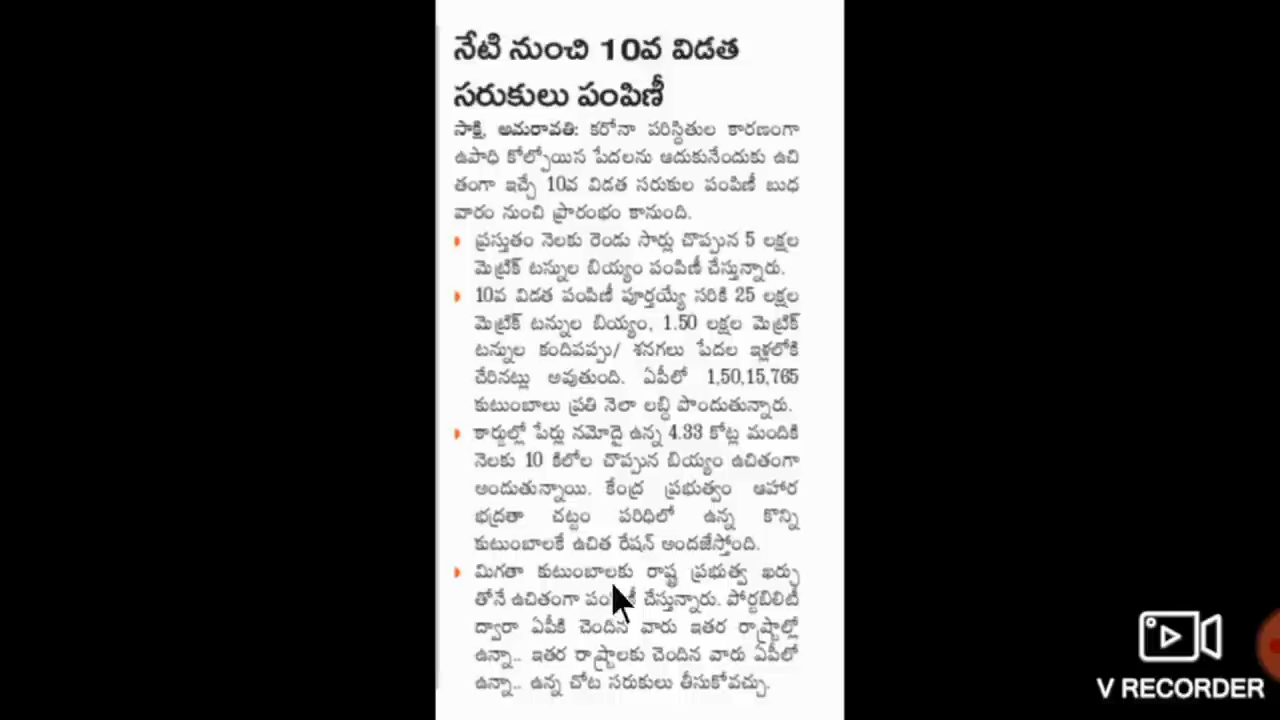 నేటి నుంచి 10వ విడత
సరుకులు పంపిణీ
సాక్షి, అమరావతి: కరోనా పరిస్థితుల కారణంగా
ఉపాధి కోల్పోయిన పేదలను ఆదుకునేందుకు ఉచి
తంగా ఇచ్చే 10వ విడత సరుకుల పంపిణీ బుధ
వారం నుంచి ప్రారంభం కానుంది.
ప్రస్తుతం నెలకు రెండు సార్లు చొప్పున 5 లక్షల
మెట్రిక్ టన్నుల బియ్యం పంపిణీ చేస్తున్నారు.
10వ విడత పంపిణీ పూర్తయ్యే సరికి 25 లక్షల
మెట్రిక్ టన్నుల బియ్యం, 1.50 లక్షల మెట్రిక్
టన్నుల కందిపప్పు/ శనగలు పేదల ఇళ్లలోకి
చేరినట్లు అవుతుంది. ఏపీలో 1,50,15,765
కుటుంబాలు ప్రతి నెలా లబ్ధి పొందుతున్నారు.
కార్డుల్లో పేర్లు నమోదై ఉన్న 4.33 కోట్ల మందికి
నెలకు 10 కిలోల చొప్పున బియ్యం ఉచితంగా
అందుతున్నాయి. కేంద్ర ప్రభుత్వం ఆహార
భద్రతా చట్టం పరిధిలో ఉన్న కొన్ని
కుటుంబాలకే ఉచిత రేషన్ అందజేస్తోంది.
మిగతా కుటుంబాలకు రాష్ట్ర ప్రభుత్వ ఖర్చు
తోనే ఉచితంగా పంపిణీ చేస్తున్నారు. పోర్టబిలిటీ
ద్వారా ఏపీకి చెందిన వారు ఇతర రాష్ట్రాల్లో
ఉన్నా.. ఇతర రాష్ట్రాలకు చెందిన వారు ఏపీలో
ఉన్నా.. ఉన్న చోట సరుకులు తీసుకోవచ్చు.
V RECORDER